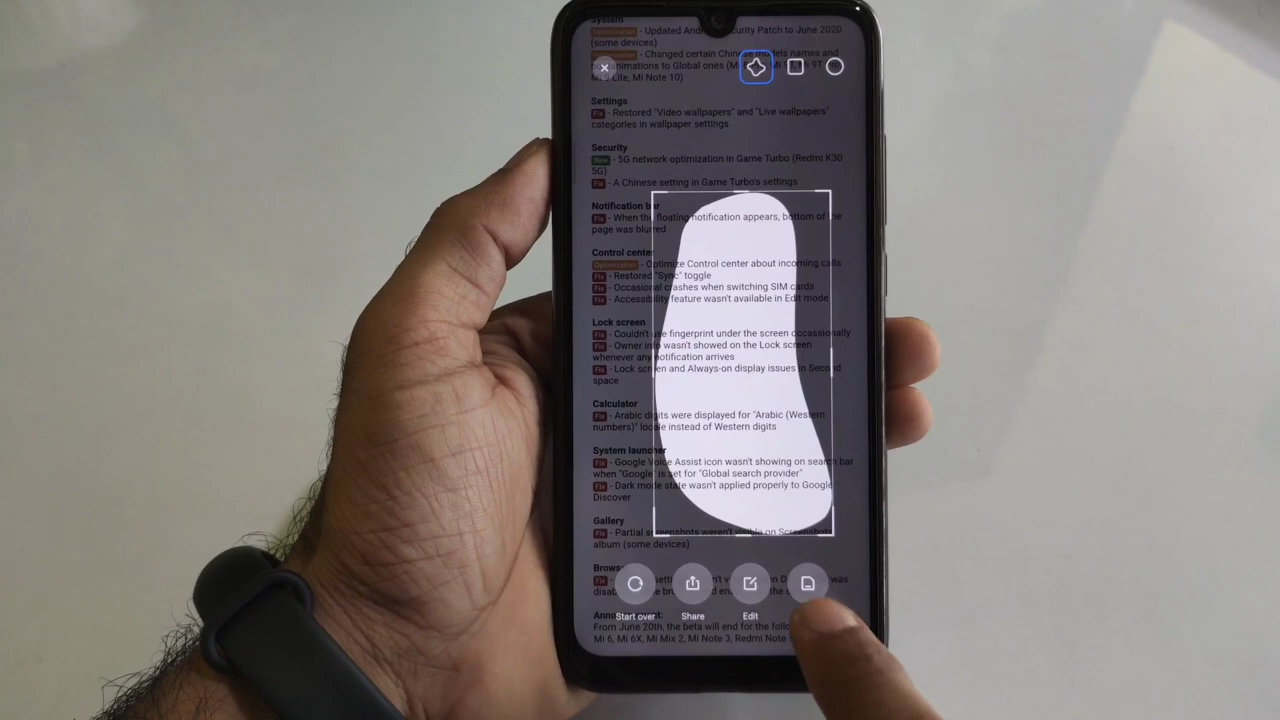 System
Optimization - Updated Android Security Patch to June 2020
(some devices)
- Changed certain Chinese models names and
animations to Global ones
Lite, Mi Note 10)
Settings
Fix - Restored "Video wallpapers" and "Live wallpapers"
categories in wallpaper settings
Security
New - 5G network optimization in Game Turbo (Redmi K30
5G)
Fix - A Chinese setting in Game Turbo's settings
Notification bar
Fix - When the floating notification appears, bottom of the
page was blurred
Control center
Optimization - Optimize Control center about incoming calls
Fix - Restored "Sync" toggle
Fix - Occasional crashes when switching SIM cards
Fix - Accessibility feature wasn't available in Edit mode
Lock screen
Fix - Couldn't use fingerprint under the screen occassionally
Fix - Owner info wasn't showed on the Lock screen
whenever any notification arrives
Fix - Lock screen and Always-on display issues in Second
space
Calculator
Fix - Arabic digits were displayed for "Arabic (Western
numbers)" locale instead of Western digits
System launcher
Fix - Google Voice Assist icon wasn't showing on search bar
when "Google" is set for "Global search provider"
Fix - Dark mode state wasn't applied properly to Google
Discover
Gallery
Fix - Partial screenshots weren't visible on Screenshots
album (some devices)
Fix was
Start over
Share
Edit
From June 20th, the beta will end for the
Mi 6, Mi 6X, Mi Mix 2, Mi Note 3, Redmi Note